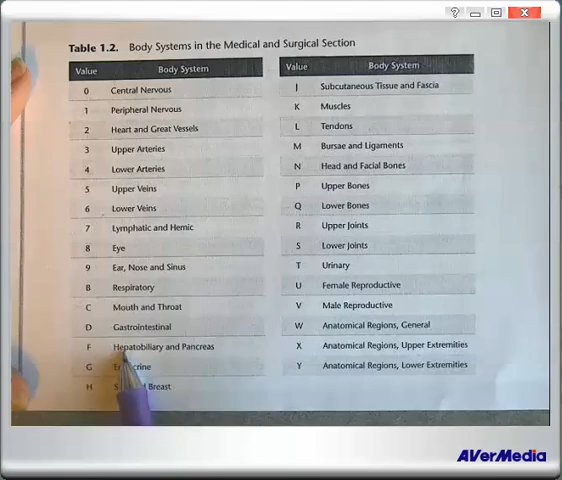 Table 1.2. Body Systems in the Medical and Surgical Section
Value Body System
0 Central Nervous
1 Peripheral Nervous
2 Heart and Great Vessels
3 Upper Arteries
4 Lower Arteries
5 Upper Veins
6 Lower Veins
7 Lymphatic and Hemic
8 Eye
9 Ear, Nose and Sinus
B Respiratory
C Mouth and Throat
D Gastrointestinal
F Hepatobiliary and Pancreas
G
H Breast
Value Body System
J Subcutaneous Tissue and Fascia
K Muscles
L Tendons
M Bursae and Ligaments
N Head and Facial Bones
P Upper Bones
Q Lower Bones
R Upper Joints
S Lower Joints
T Urinary
U Female Reproductive
V Male Reproductive
W Anatomical Regions, General
X Anatomical Regions, Upper Extremities
Y Anatomical Regions, Lower Extremities
AVerMedia